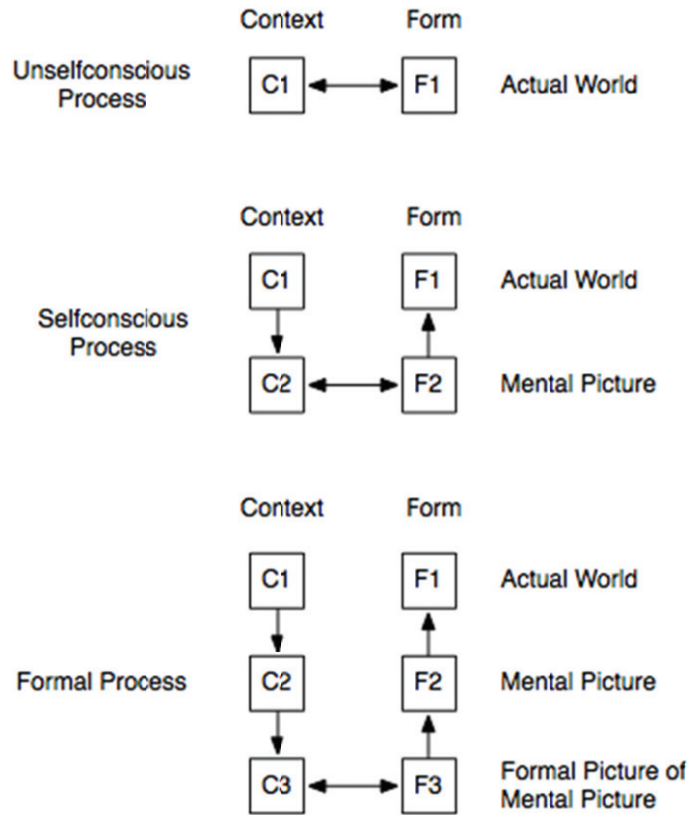 Context Form
Unselfconscious
Process
C1 F1 Actual World
Context Form
C1 F1 Actual World
Selfconscious
Process
C2 F2 Mental Picture
Context Form
C1 F1 Actual World
Formal Process C2 F2 Mental Picture
C3 F3 Formal Picture of
Mental Picture